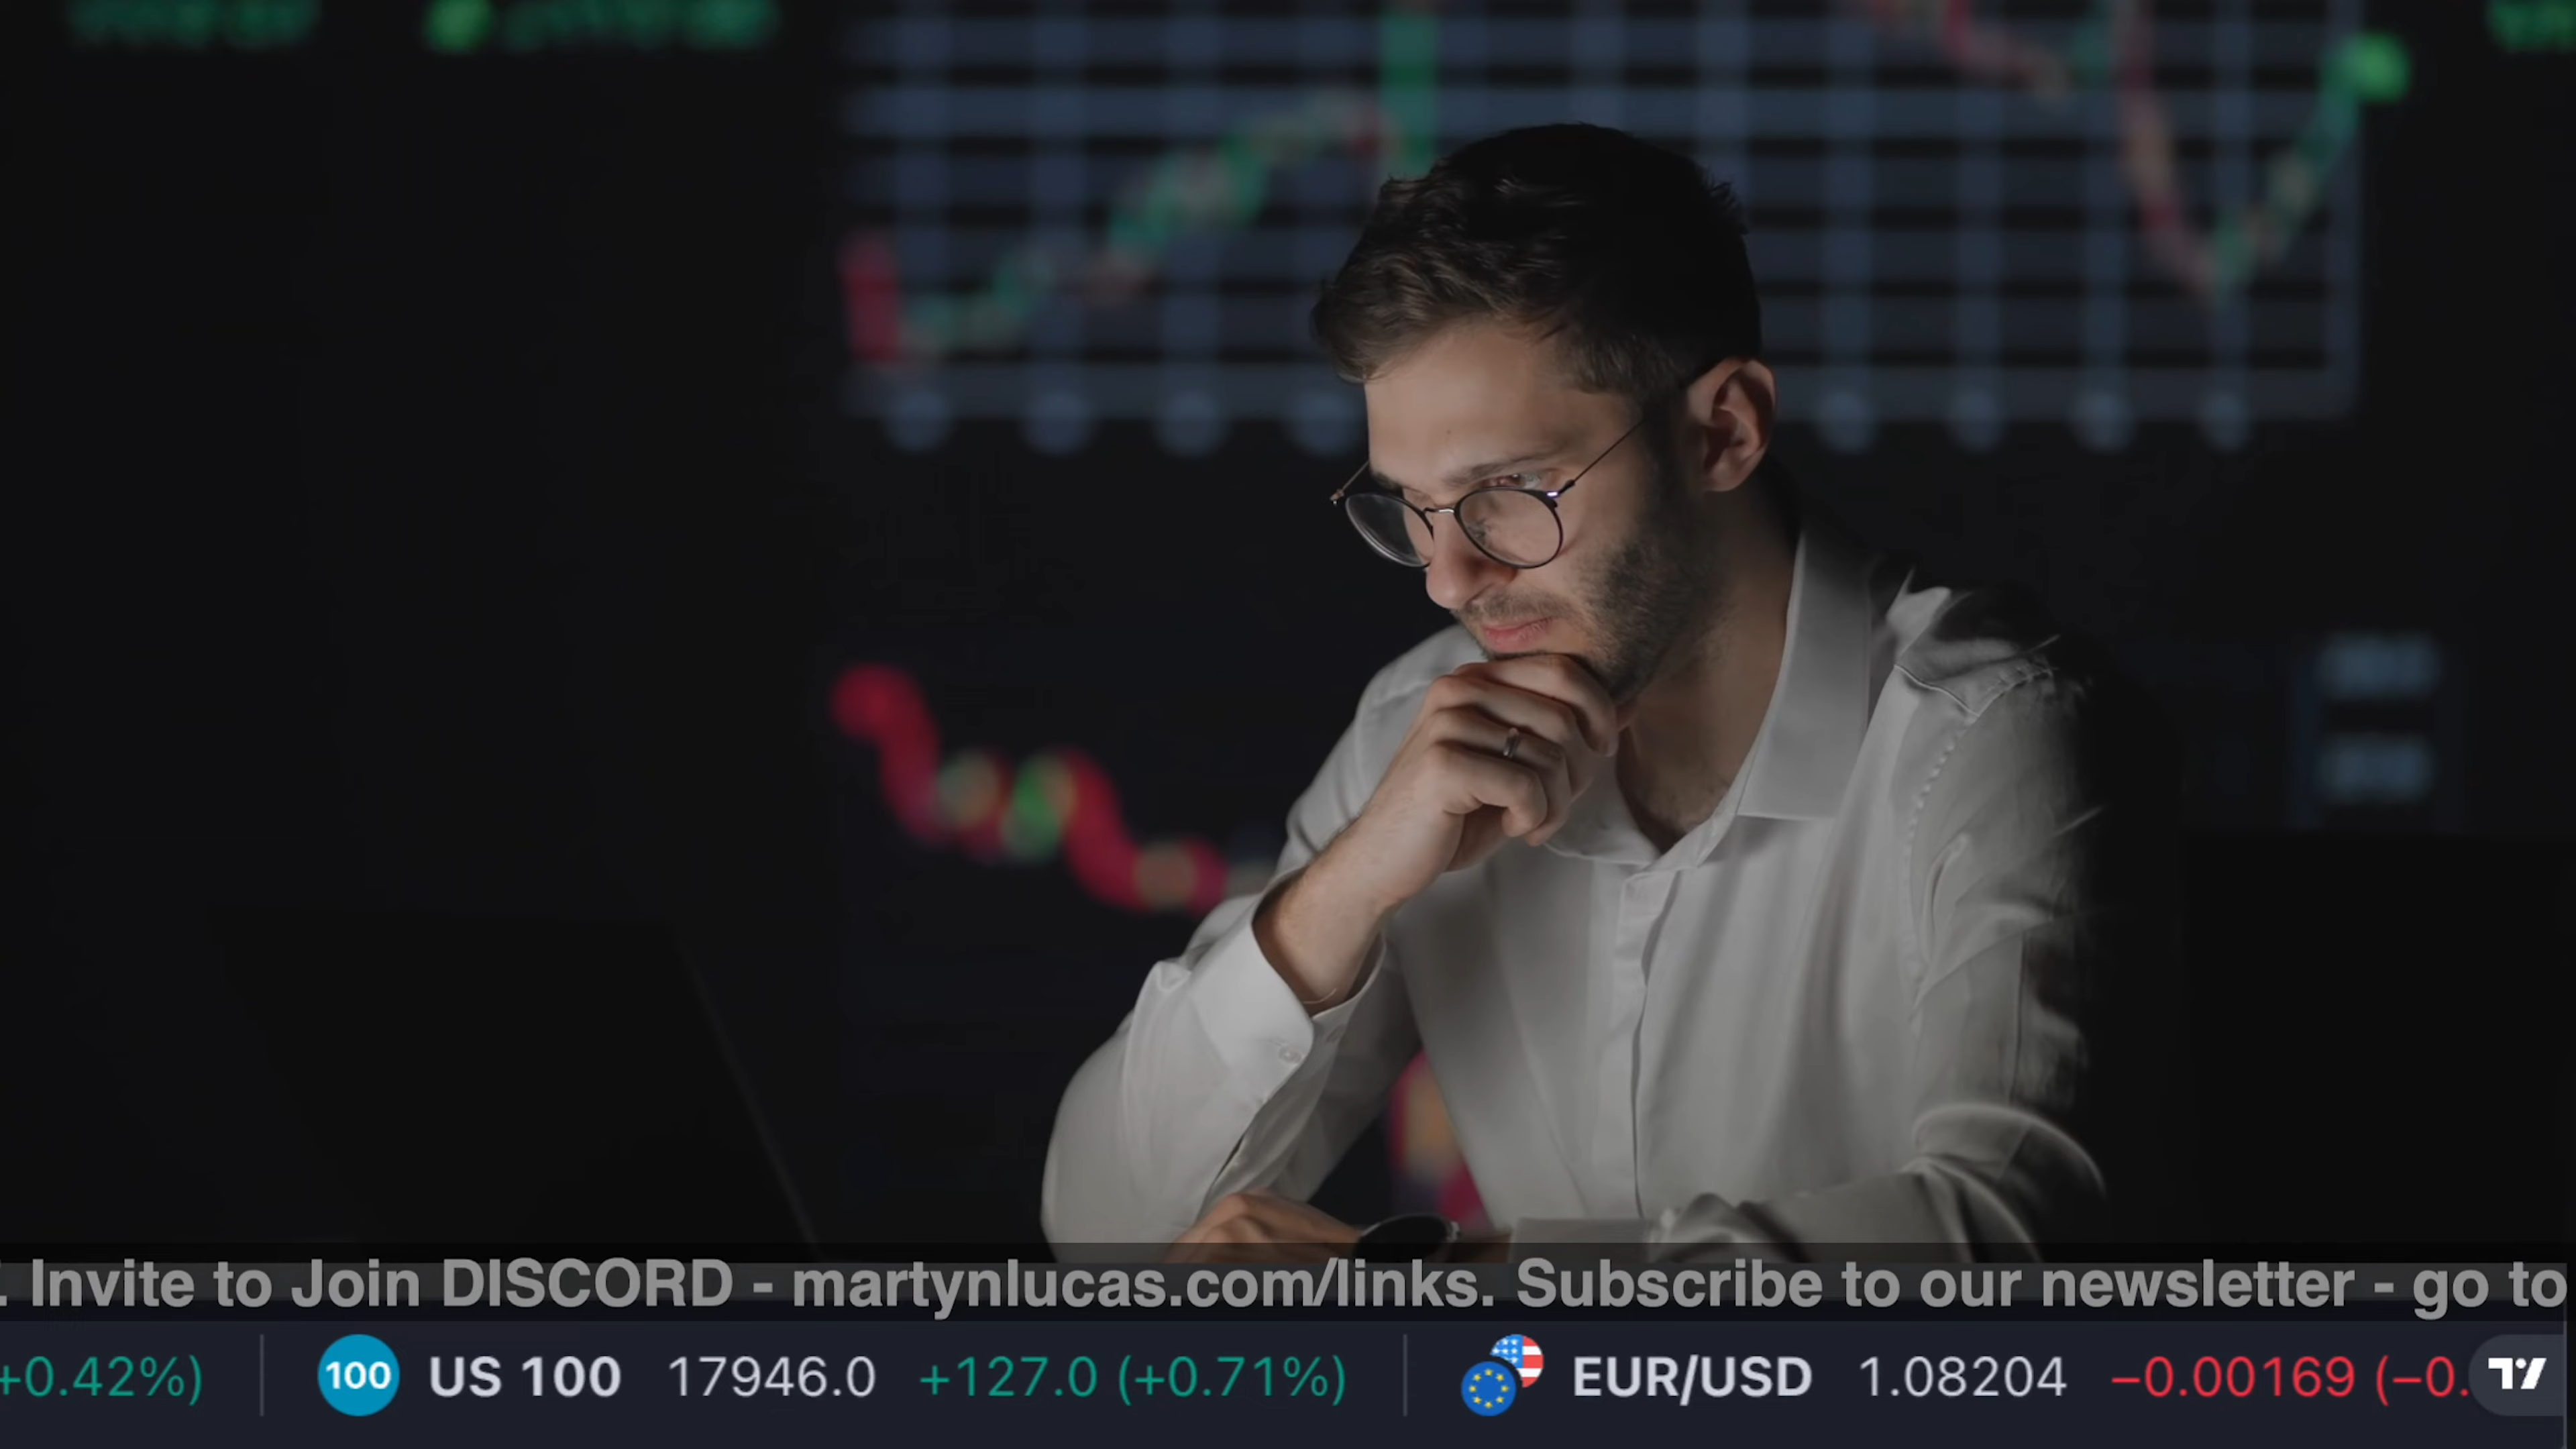 . Invite to Join DISCORD - martynlucas.com/links. Subscribe to our newsletter - go to
+0.42%) 100 US 100 17946.0 +127.0 (+0.71%) EUR/USD 1.08204 −0.00169 (−0.